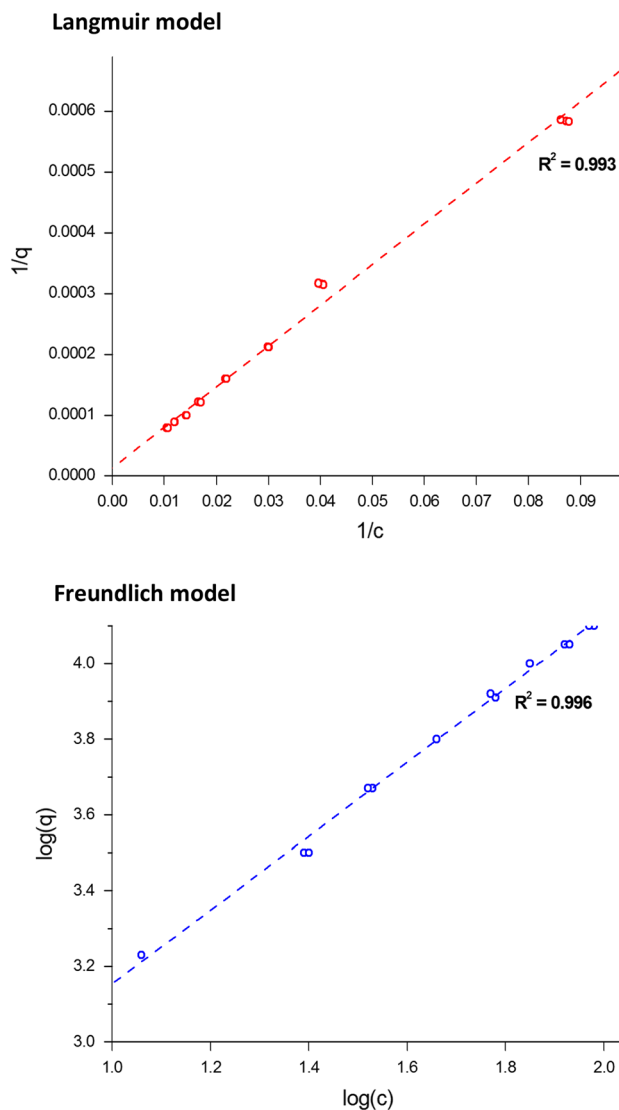 Langmuir model
0.0006
0.0005
0.0004
0.0003
0.0002
0.0001
0.0000
1/q
R² = 0.993
0.00 0.01 0.02 0.03 0.04 0.05 0.06 0.07 0.08 0.09
1/c
Freundlich model
4.0
3.8
3.6
3.4
3.2
3.0
log(q)
R² = 0.996
1.0 1.2 1.4 1.6 1.8 2.0
log(c)